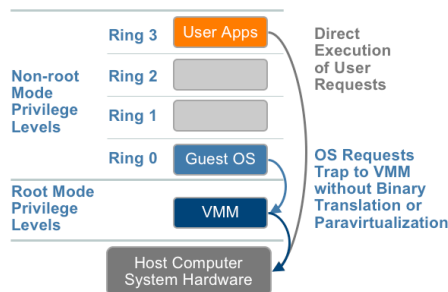 Ring 3
User Apps
Direct
Execution
of User
Requests
Non-root
Mode
Privilege
Levels
Ring 2
Ring 1
Ring 0
Guest OS
OS Requests
Trap to VMM
without Binary
Translation or
Paravirtualization
Root Mode
Privilege
Levels
VMM
Host Computer
System Hardware